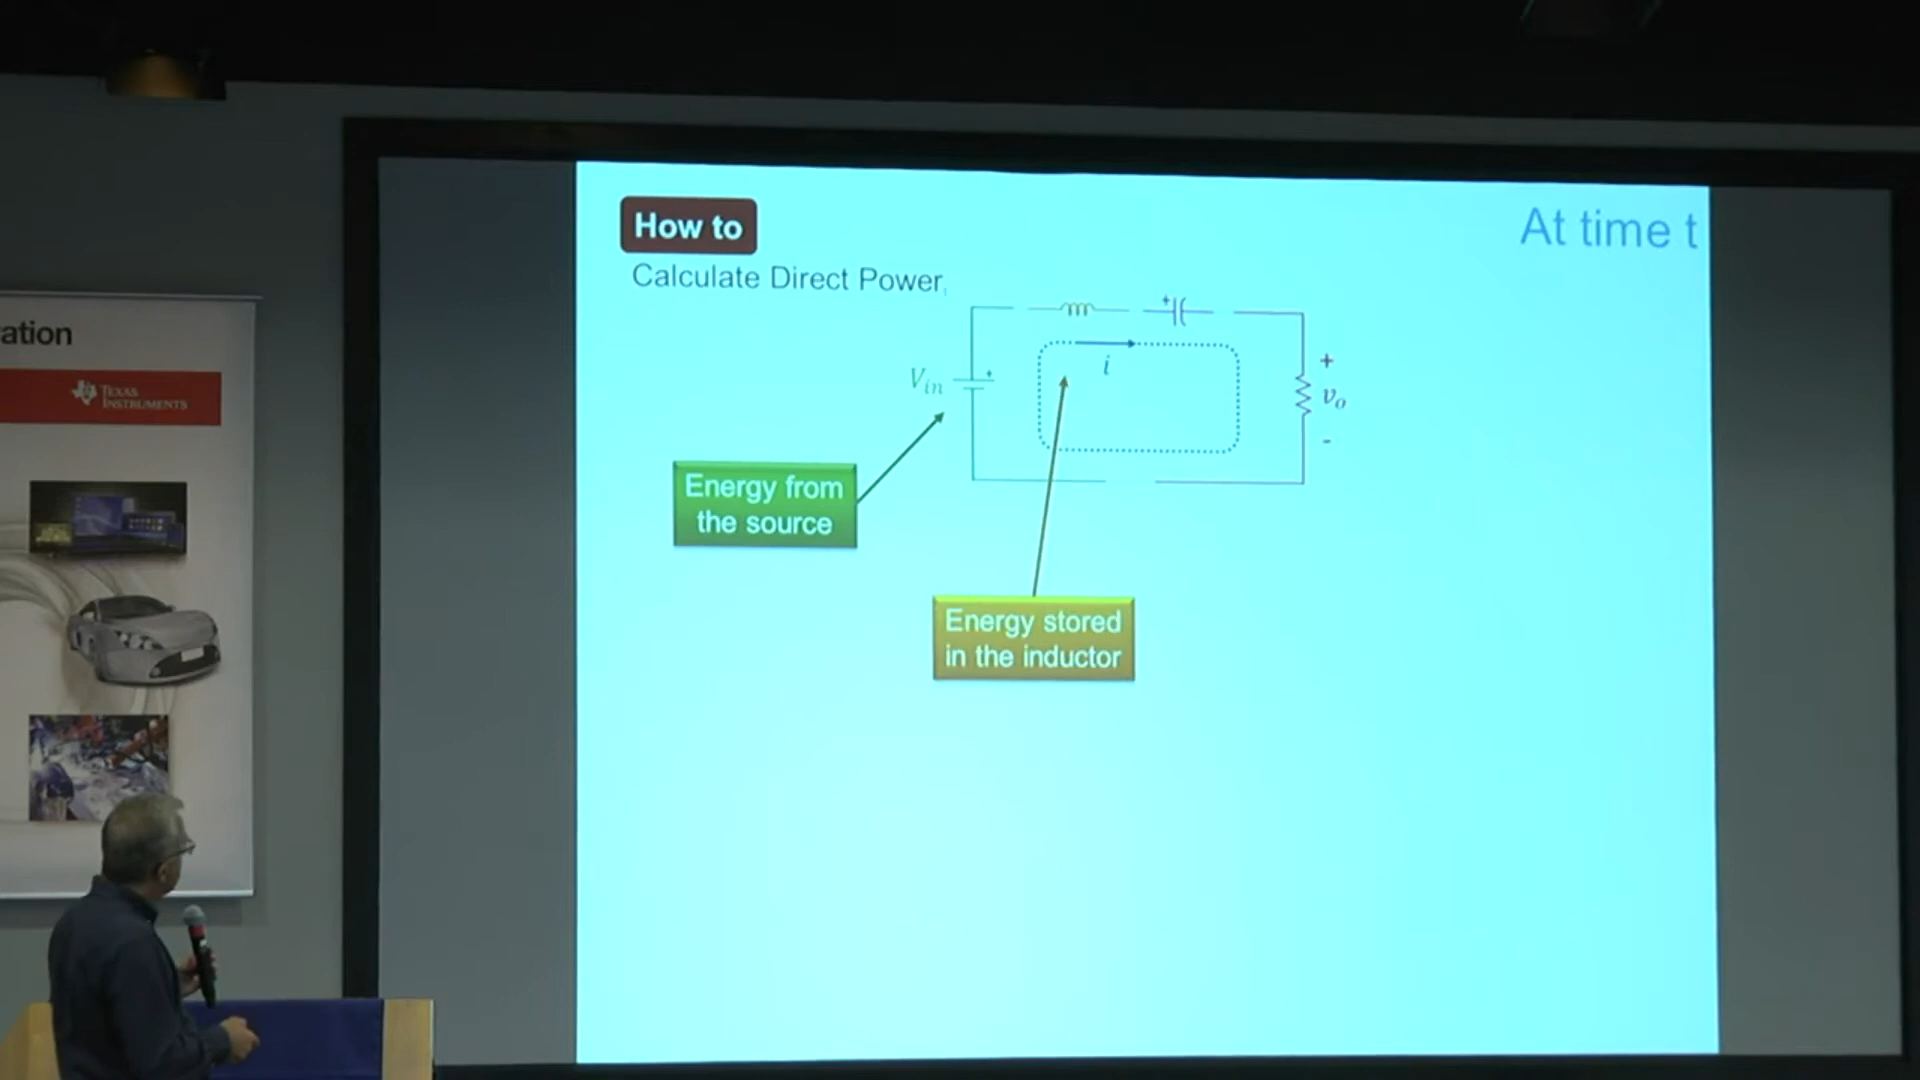 How to
At time t
Calculate Direct Power
+
i
+
V_in
+
v_o
-
Energy from
the source
Energy stored
in the inductor
ation
TEXAS
INSTRUMENTS